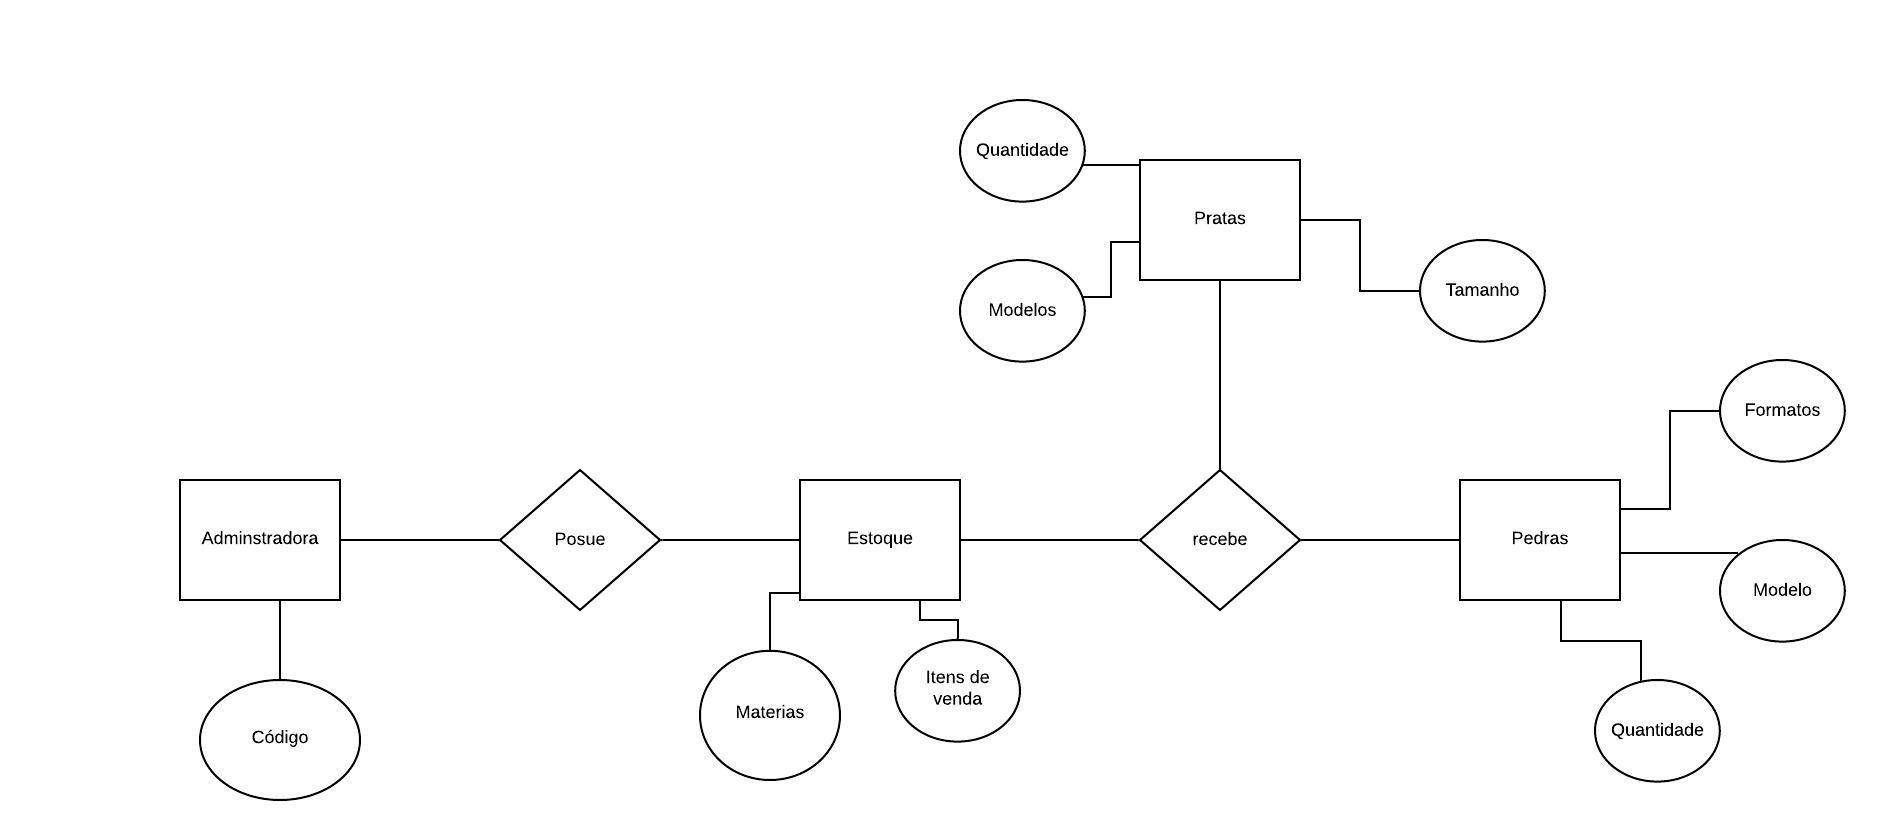 Quantidade
Pratas
Modelos
Tamanho
Formatos
Adminstradora
Posue
Estoque
recebe
Pedras
Modelo
Materias
Itens de
venda
Código
Quantidade